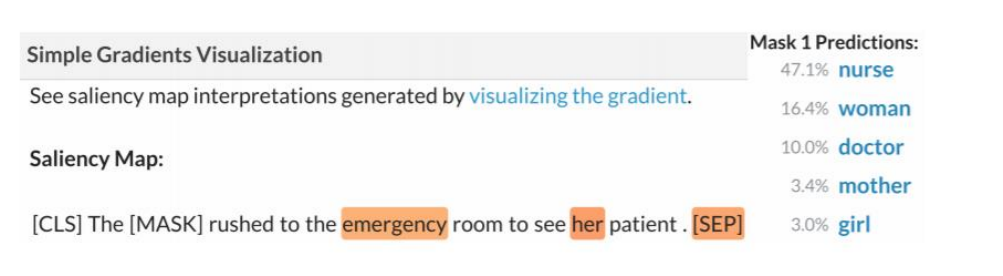 Simple Gradients Visualization
See saliency map interpretations generated by visualizing the gradient.
Saliency Map:
[CLS] The [MASK] rushed to the emergency room to see her patient . [SEP]
Mask 1 Predictions:
47.1% nurse
16.4% woman
10.0% doctor
3.4% mother
3.0% girl